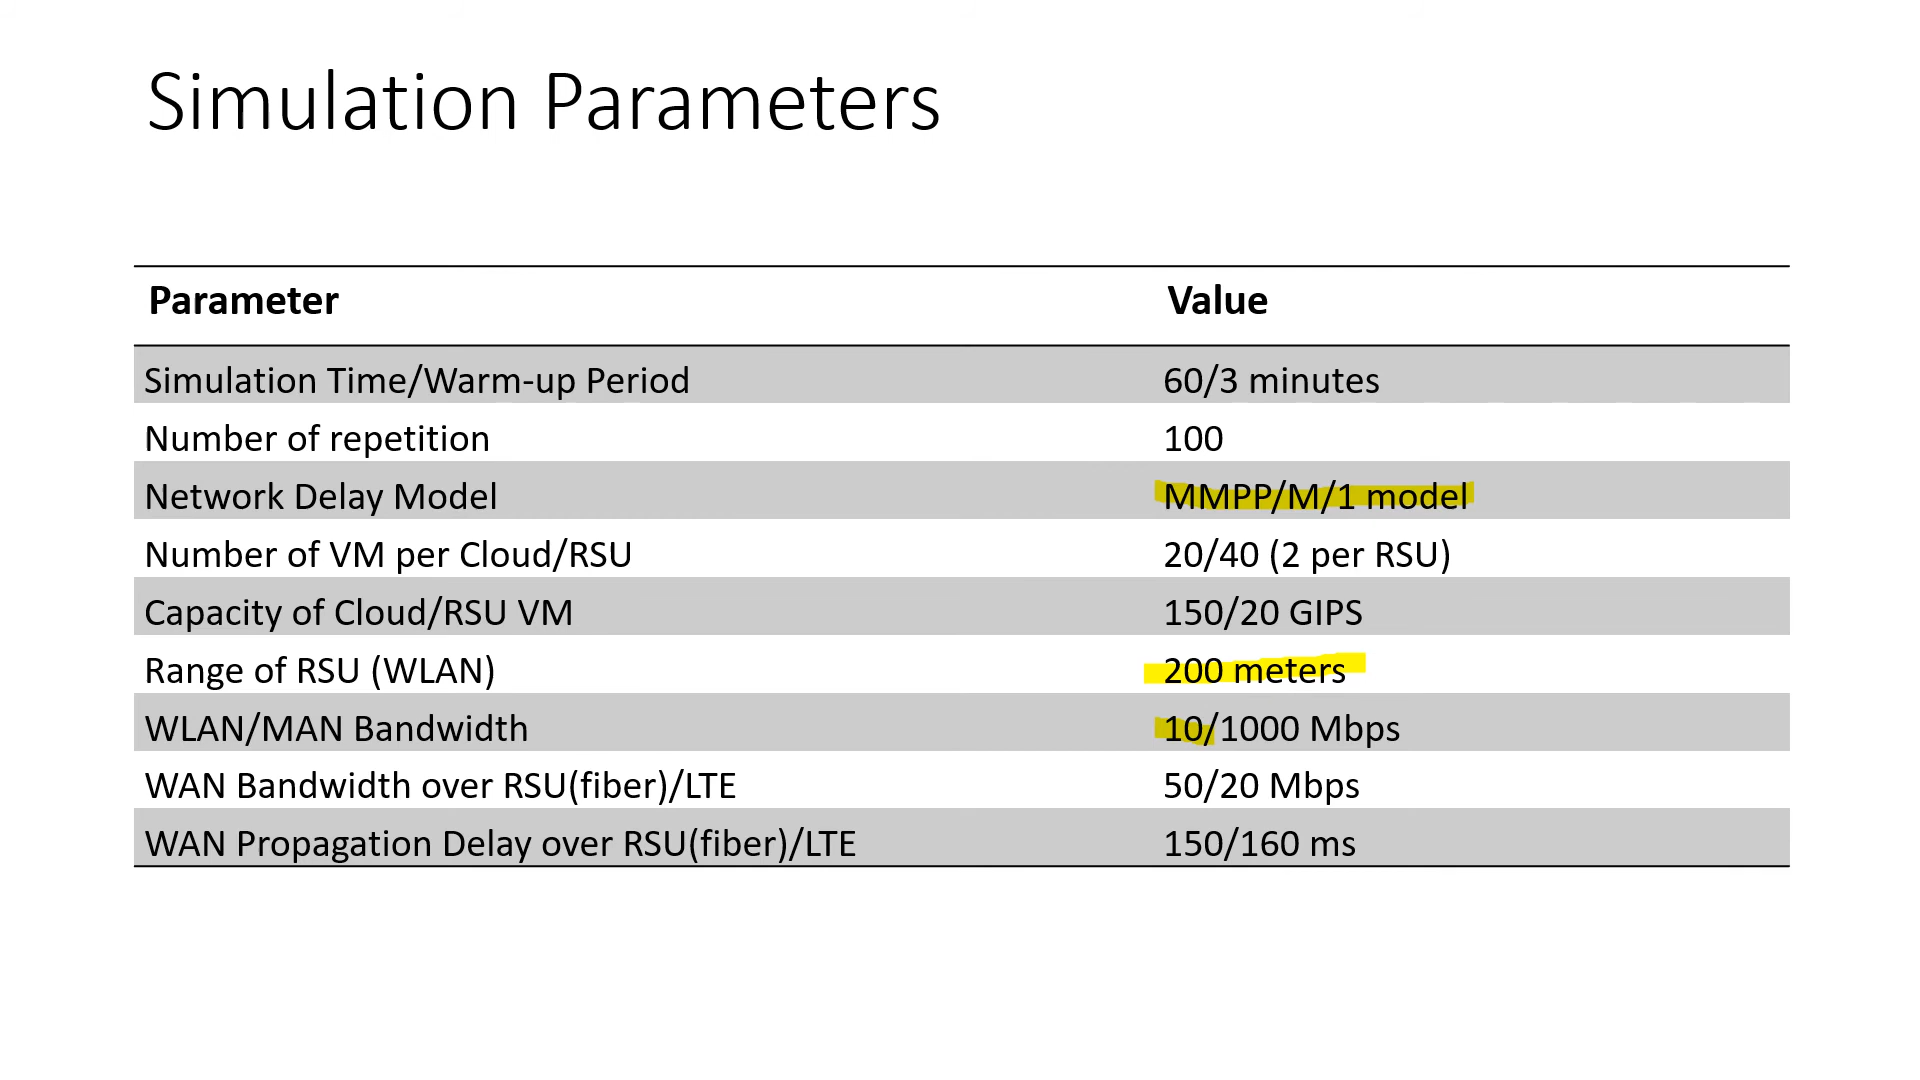 Simulation Parameters
Parameter Value
Simulation Time/Warm-up Period 60/3 minutes
Number of repetition 100
Network Delay Model MMPP/M/1 model
Number of VM per Cloud/RSU 20/40 (2 per RSU)
Capacity of Cloud/RSU VM 150/20 GIPS
Range of RSU (WLAN) 200 meters
WLAN/MAN Bandwidth 10/1000 Mbps
WAN Bandwidth over RSU(fiber)/LTE 50/20 Mbps
WAN Propagation Delay over RSU(fiber)/LTE 150/160 ms